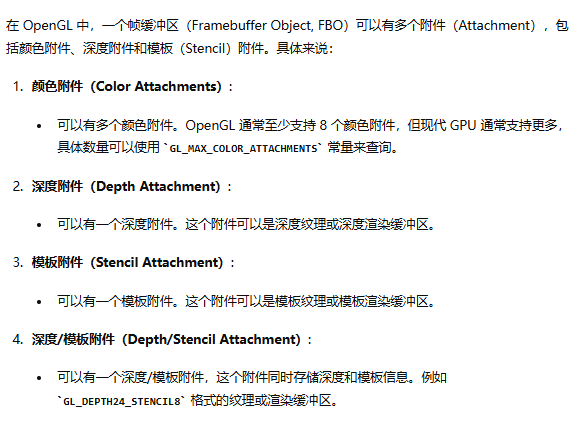 在 OpenGL 中，一个帧缓冲区（Framebuffer Object, FBO）可以有多个附件（Attachment），包
括颜色附件、深度附件和模板（Stencil）附件。具体来说：
1. 颜色附件（Color Attachments）:
• 可以有多个颜色附件。OpenGL 通常至少支持 8 个颜色附件，但现代 GPU 通常支持更多，
具体数量可以使用 `GL_MAX_COLOR_ATTACHMENTS` 常量来查询。
2. 深度附件（Depth Attachment）:
• 可以有一个深度附件。这个附件可以是深度纹理或深度渲染缓冲区。
3. 模板附件（Stencil Attachment）:
• 可以有一个模板附件。这个附件可以是模板纹理或模板渲染缓冲区。
4. 深度/模板附件（Depth/Stencil Attachment）:
• 可以有一个深度/模板附件，这个附件同时存储深度和模板信息。例如
`GL_DEPTH24_STENCIL8` 格式的纹理或渲染缓冲区。